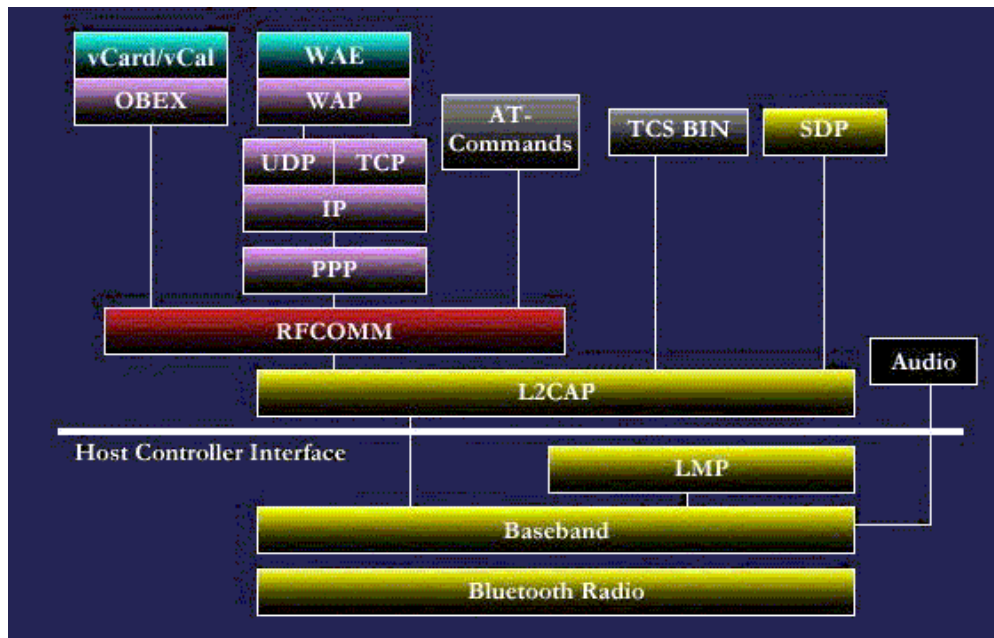 vCard/vCal
OBEX
WAE
WAP
UDP
TCP
IP
PPP
AT-
Commands
TCS BIN
SDP
RFCOMM
Audio
L2CAP
Host Controller Interface
LMP
Baseband
Bluetooth Radio